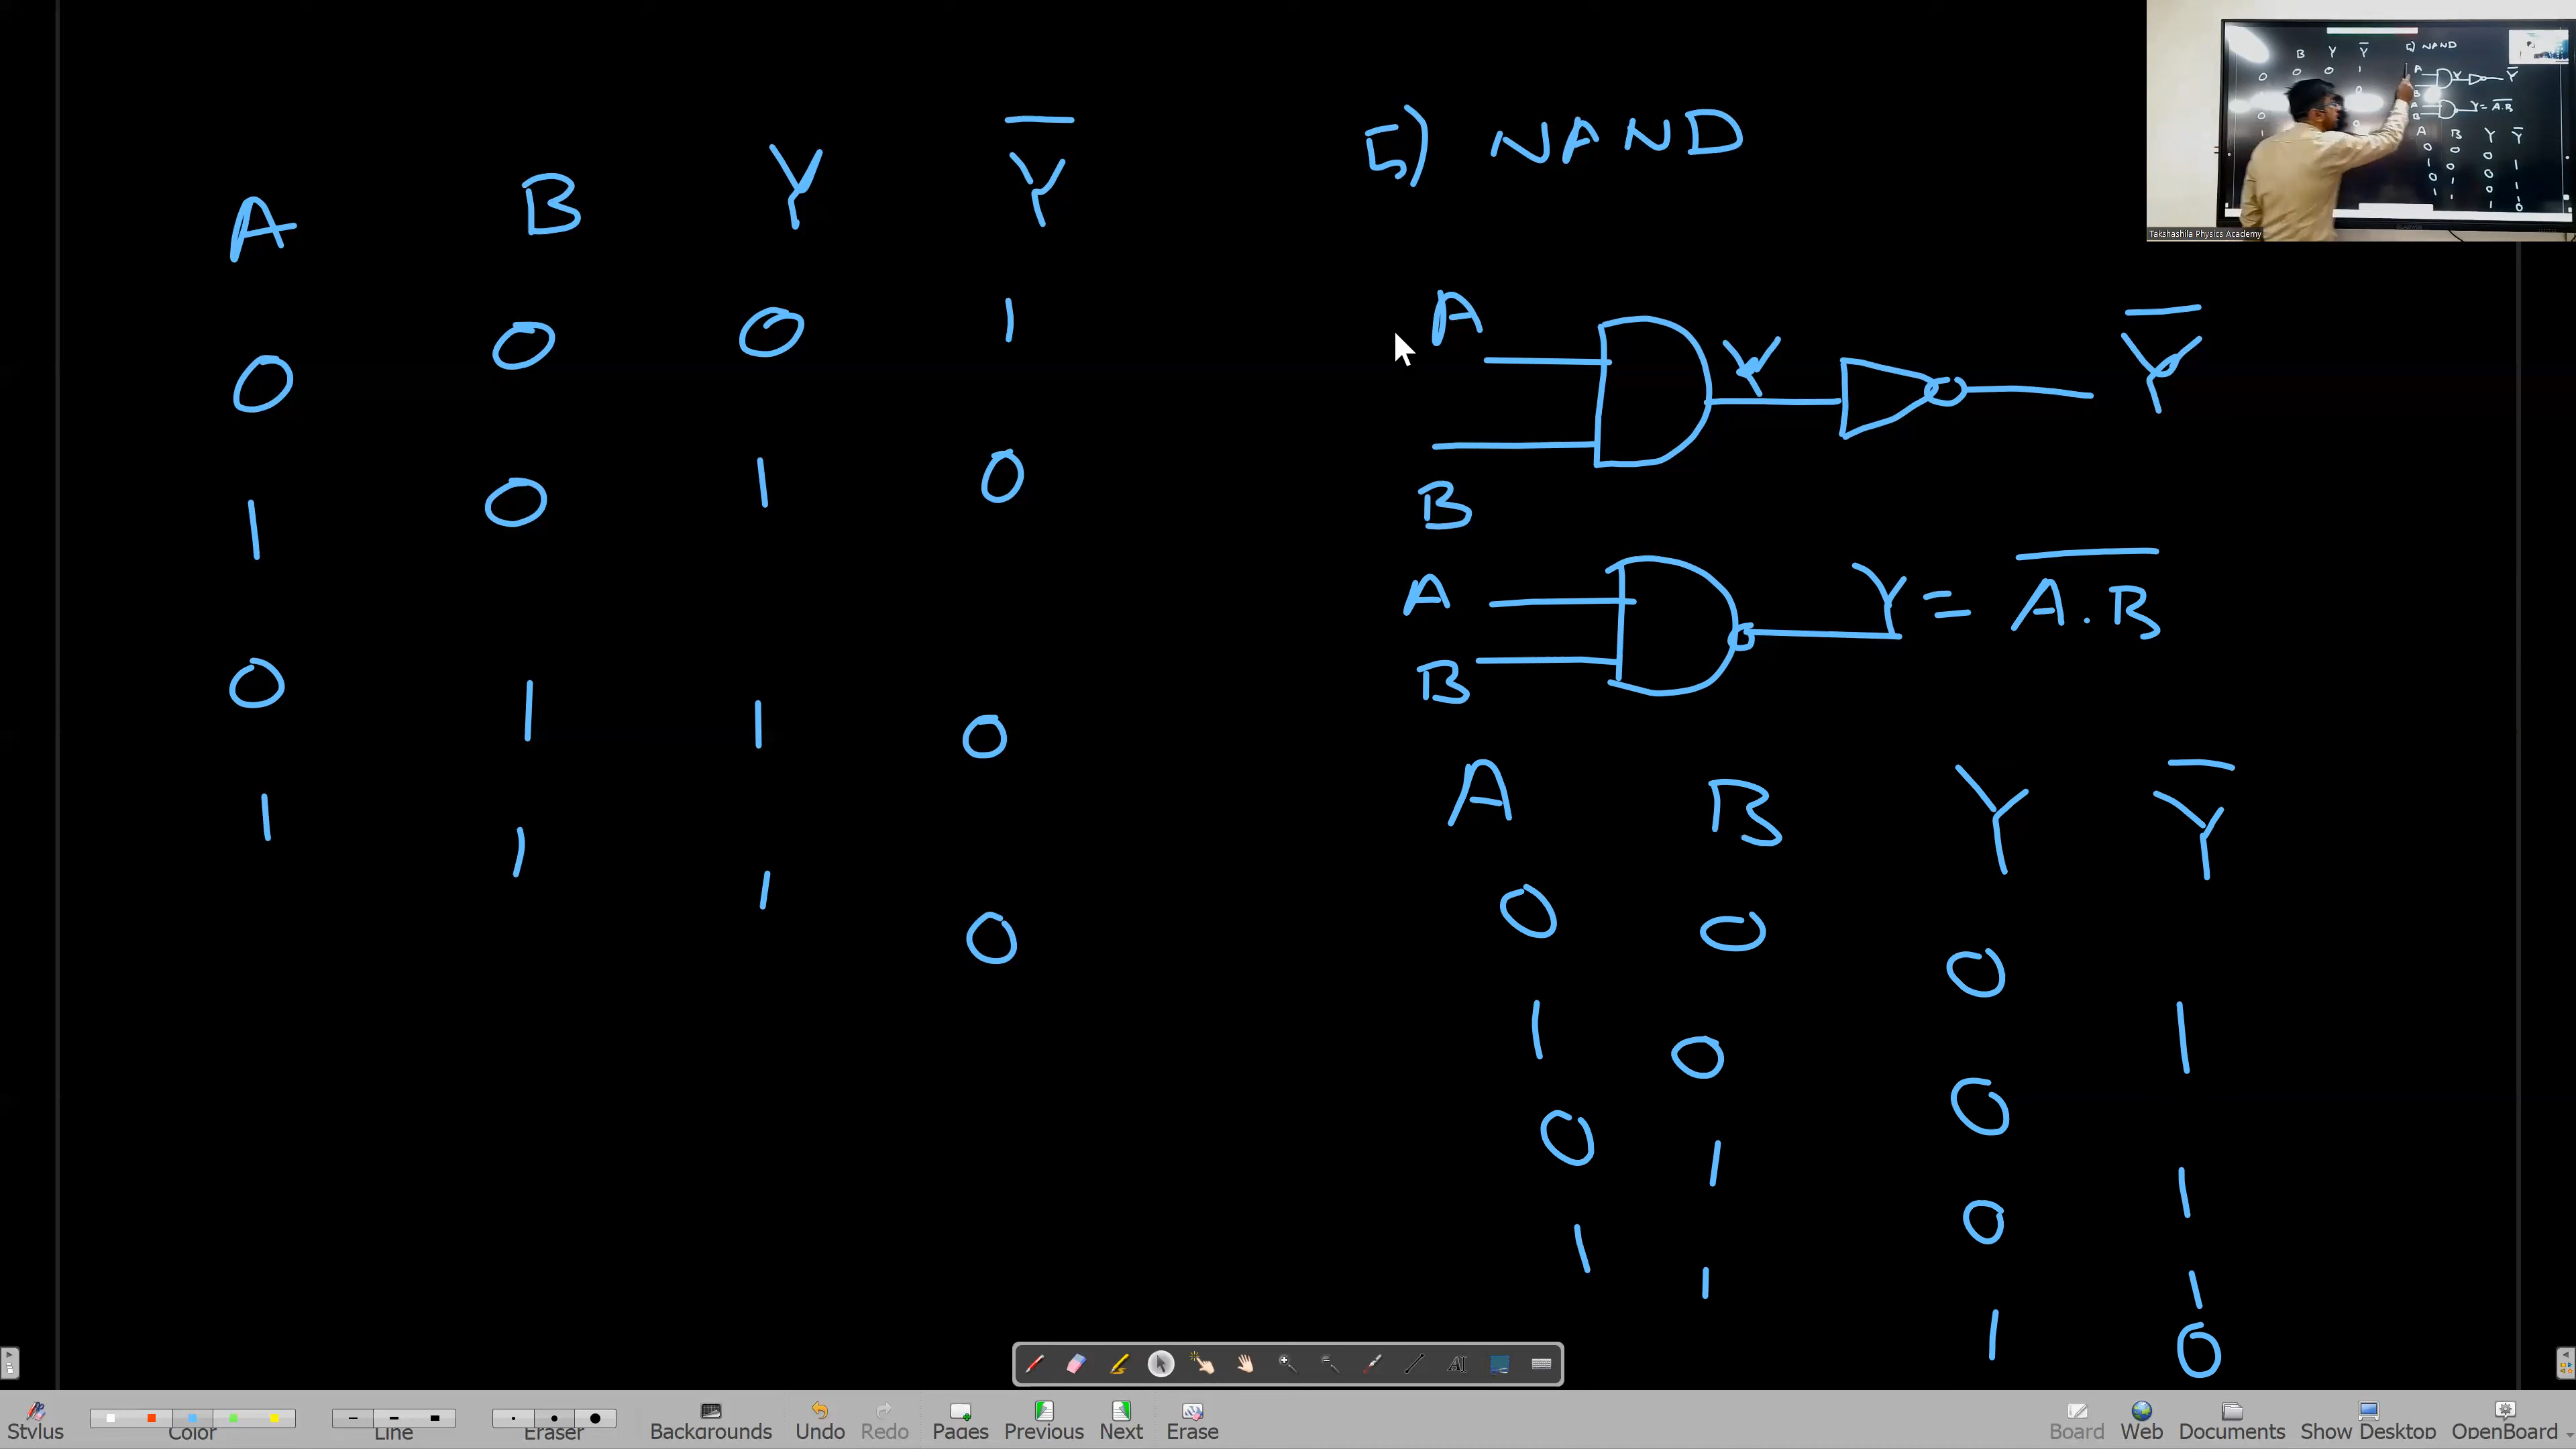 A B Y Y̅
0 0 0 1
1 0 1 0
0 1 1 0
1 1 1 0
5) NAND
A
Y Y̅
B
A
Y = A̅.̅B̅
B
A B Y Y̅
0 0 0 1
1 0 0 1
0 1 0 1
1 1 1 0
Takshashila Physics Academy
Stylus Color Line Eraser Backgrounds Undo Redo Pages Previous Next Erase Board Web Documents Show Desktop OpenBoard